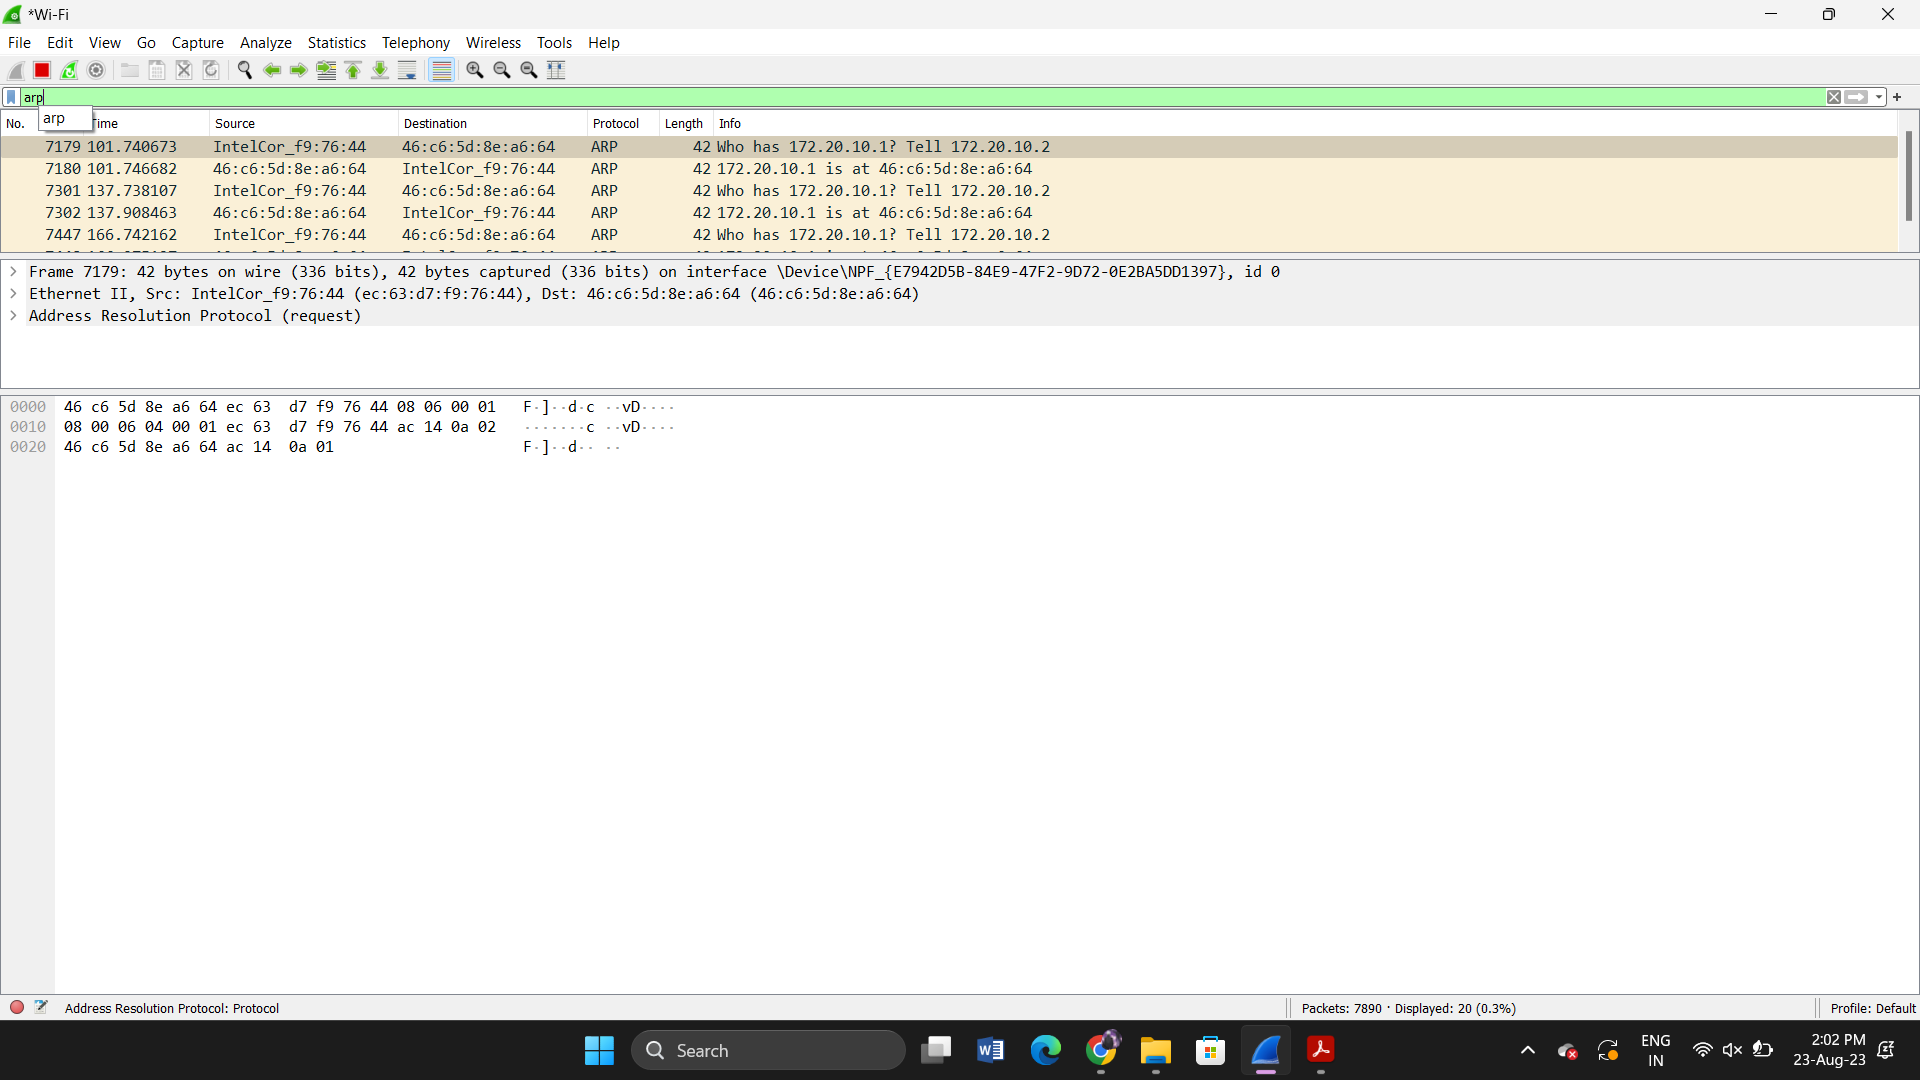 *Wi-Fi
File Edit View Go Capture Analyze Statistics Telephony Wireless Tools Help
arp
arp
No. Time Source Destination Protocol Length Info
7179 101.740673 IntelCor_f9:76:44 46:c6:5d:8e:a6:64 ARP 42 Who has 172.20.10.1? Tell 172.20.10.2
7180 101.746682 46:c6:5d:8e:a6:64 IntelCor_f9:76:44 ARP 42 172.20.10.1 is at 46:c6:5d:8e:a6:64
7301 137.738107 IntelCor_f9:76:44 46:c6:5d:8e:a6:64 ARP 42 Who has 172.20.10.1? Tell 172.20.10.2
7302 137.908463 46:c6:5d:8e:a6:64 IntelCor_f9:76:44 ARP 42 172.20.10.1 is at 46:c6:5d:8e:a6:64
7447 166.742162 IntelCor_f9:76:44 46:c6:5d:8e:a6:64 ARP 42 Who has 172.20.10.1? Tell 172.20.10.2
Frame 7179: 42 bytes on wire (336 bits), 42 bytes captured (336 bits) on interface \Device\NPF_{E7942D5B-84E9-47F2-9D72-0E2BA5DD1397}, id 0
Ethernet II, Src: IntelCor_f9:76:44 (ec:63:d7:f9:76:44), Dst: 46:c6:5d:8e:a6:64 (46:c6:5d:8e:a6:64)
Address Resolution Protocol (request)
0000 46 c6 5d 8e a6 64 ec 63 d7 f9 76 44 08 06 00 01 F·]··d·c ··vD····
0010 08 00 06 04 00 01 ec 63 d7 f9 76 44 ac 14 0a 02 ·······c ··vD····
0020 46 c6 5d 8e a6 64 ac 14 0a 01 F·]··d·· ··
Address Resolution Protocol: Protocol Packets: 7890 · Displayed: 20 (0.3%) Profile: Default
Search
ENG
IN
2:02 PM
23-Aug-23